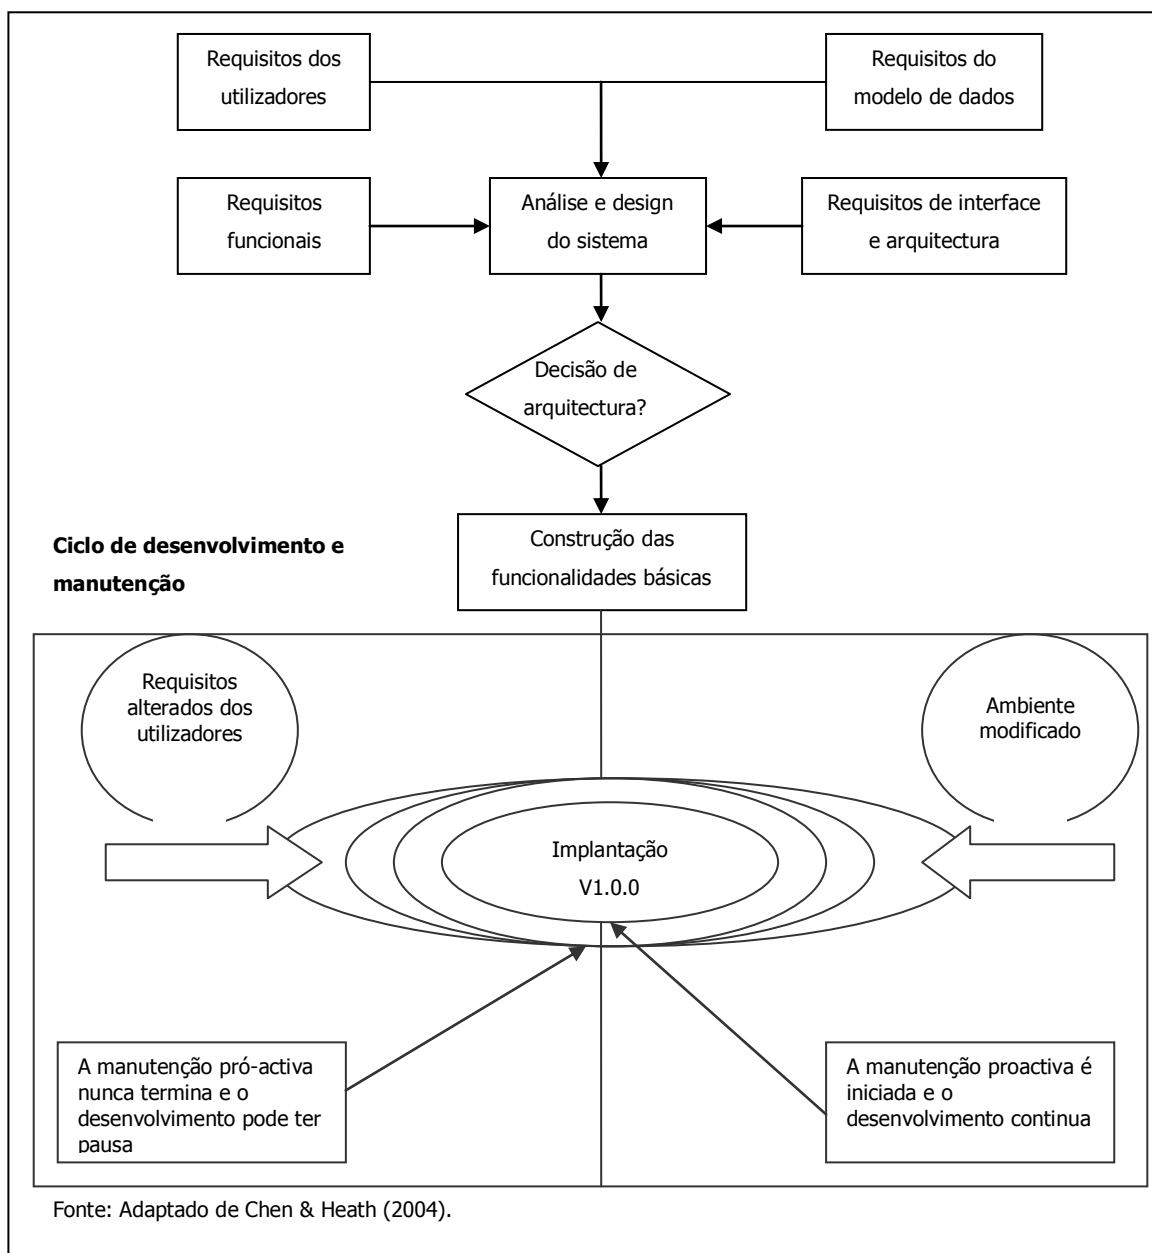 Requisitos dos
utilizadores
Requisitos do
modelo de dados
Requisitos
funcionais
Análise e design
do sistema
Requisitos de interface
e arquitectura
Decisão de
arquitectura?
Construção das
funcionalidades básicas
Ciclo de desenvolvimento e
manutenção
Requisitos
alterados dos
utilizadores
Ambiente
modificado
Implantação
V1.0.0
A manutenção pró-activa
nunca termina e o
desenvolvimento pode ter
pausa
A manutenção proactiva é
iniciada e o
desenvolvimento continua
Fonte: Adaptado de Chen & Heath (2004).